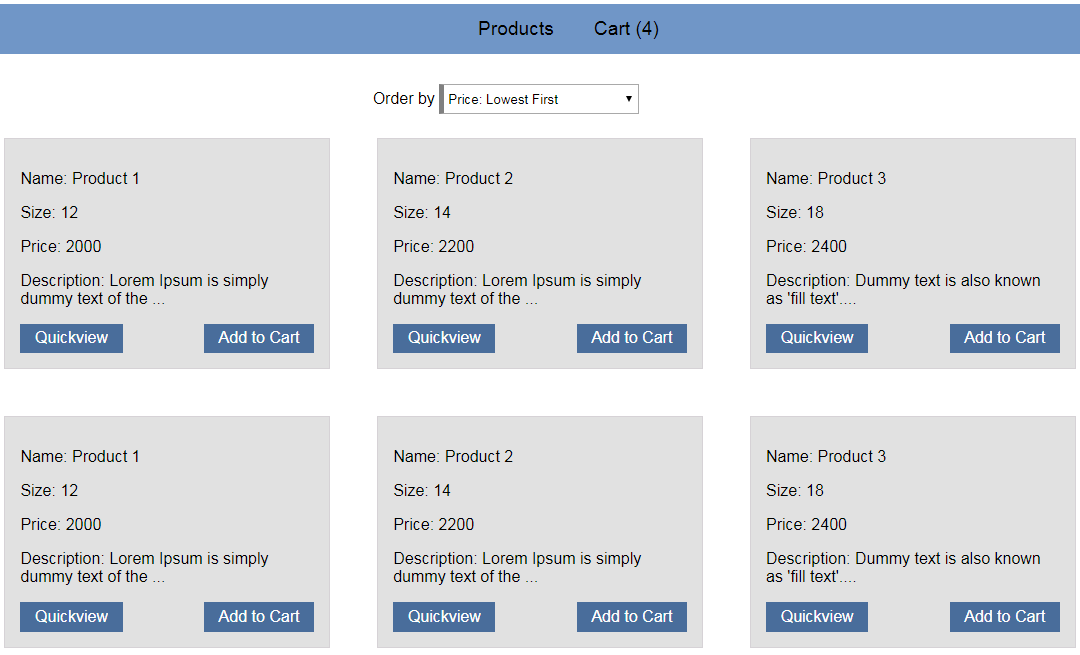 Products Cart (4)
Order by Price: Lowest First
Name: Product 1
Size: 12
Price: 2000
Description: Lorem Ipsum is simply
dummy text of the ...
Quickview Add to Cart
Name: Product 2
Size: 14
Price: 2200
Description: Lorem Ipsum is simply
dummy text of the ...
Quickview Add to Cart
Name: Product 3
Size: 18
Price: 2400
Description: Dummy text is also known
as 'fill text'....
Quickview Add to Cart
Name: Product 1
Size: 12
Price: 2000
Description: Lorem Ipsum is simply
dummy text of the ...
Quickview Add to Cart
Name: Product 2
Size: 14
Price: 2200
Description: Lorem Ipsum is simply
dummy text of the ...
Quickview Add to Cart
Name: Product 3
Size: 18
Price: 2400
Description: Dummy text is also known
as 'fill text'....
Quickview Add to Cart